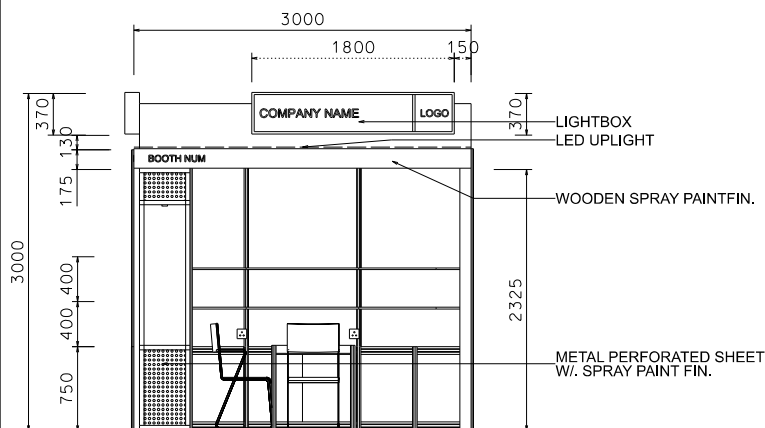 3000
1800
150
370
COMPANY NAME
LOGO
370
LIGHTBOX
130
LED UPLIGHT
BOOTH NUM
175
WOODEN SPRAY PAINTFIN.
3000
400
2325
400
METAL PERFORATED SHEET
W/. SPRAY PAINT FIN.
750